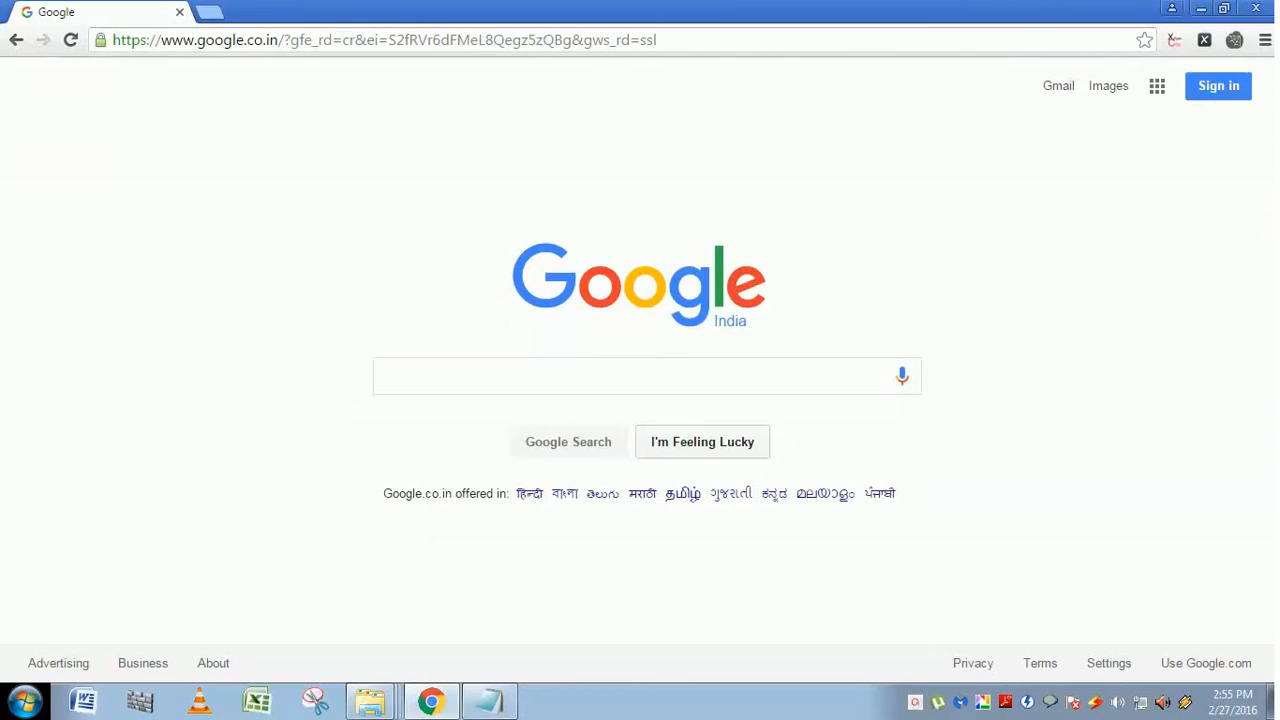 Google
https://www.google.co.in/?gfe_rd=cr&ei=S2fRVr6dFMeL8Qegz5zQBg&gws_rd=ssl
Gmail Images Sign in
Google
India
Google Search I'm Feeling Lucky
Google.co.in offered in: हिन्दी বাংলা తెలుగు मराठी தமிழ் ગુજરાતી ಕನ್ನಡ മലയാളം ਪੰਜਾਬੀ
Advertising Business About Privacy Terms Settings Use Google.com
2:55 PM
2/27/2016